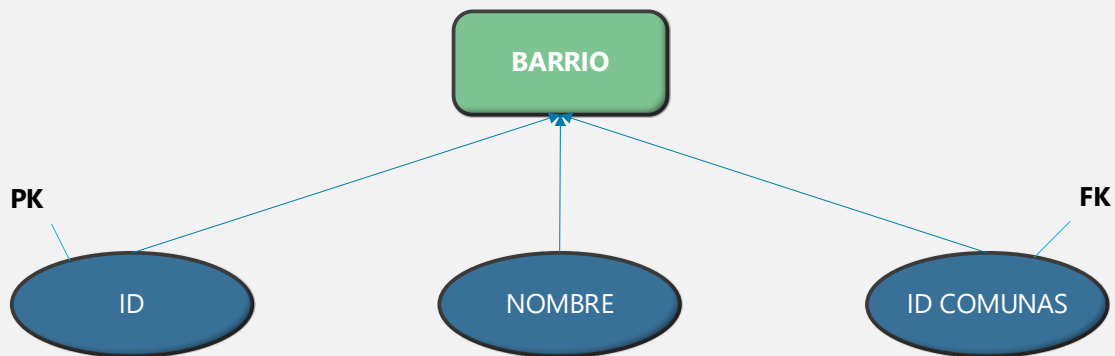 BARRIO
PK
FK
ID
NOMBRE
ID COMUNAS